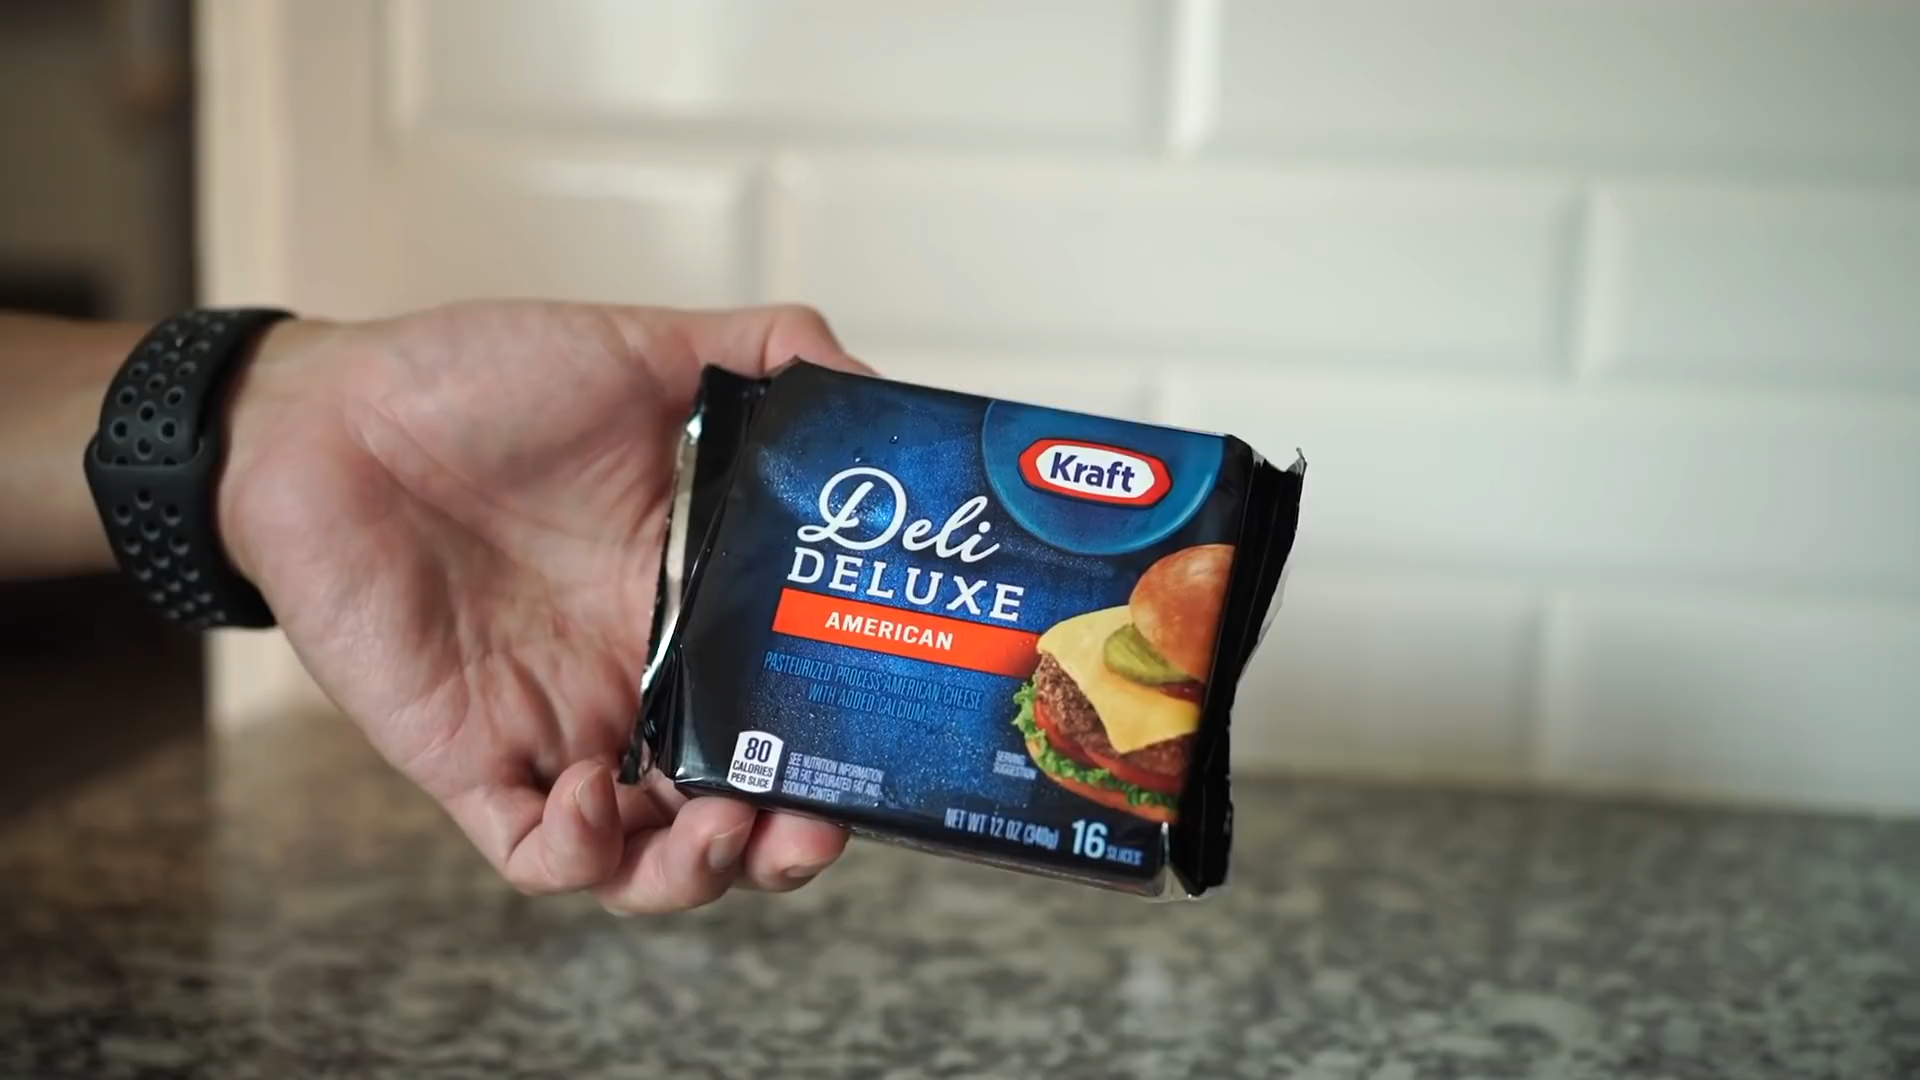 Kraft
Deli
DELUXE
AMERICAN
PASTEURIZED PROCESS AMERICAN CHEESE
WITH ADDED CALCIUM
80
CALORIES
PER SLICE
SEE NUTRITION INFORMATION
FOR FAT, SATURATED FAT AND
SODIUM CONTENT
SERVING
SUGGESTION
NET WT 12 OZ (340g) 16 SLICES